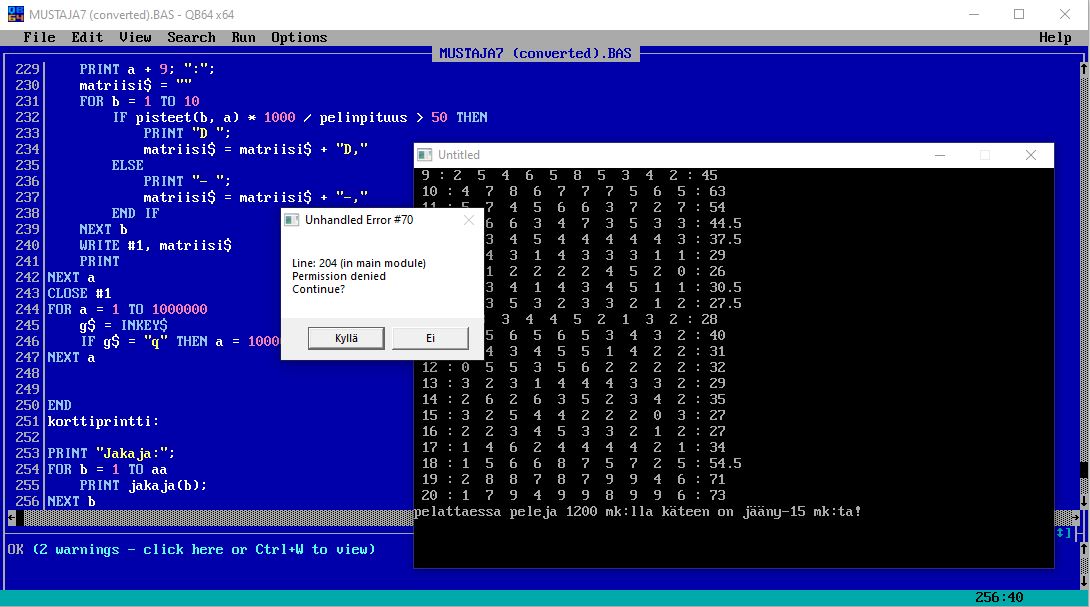 MUSTAJA7 (converted).BAS - QB64 x64
File Edit View Search Run Options Help
MUSTAJA7 (converted).BAS
229 PRINT a + 9; ":";
230 matriisi$ = ""
231 FOR b = 1 TO 10
232 IF pisteet(b, a) * 1000 / pelinpituus > 50 THEN
233 PRINT "D ";
234 matriisi$ = matriisi$ + "D,"
235 ELSE
236 PRINT "- ";
237 matriisi$ = matriisi$ + "-,"
238 END IF
239 NEXT b
240 WRITE #1, matriisi$
241 PRINT
242 NEXT a
243 CLOSE #1
244 FOR a = 1 TO 1000000
245 g$ = INKEY$
246 IF g$ = "q" THEN a = 1000
247 NEXT a
248
249
250 END
251 korttiprintti:
252
253 PRINT "Jakaja:";
254 FOR b = 1 TO aa
255 PRINT jakaja(b);
256 NEXT b
Untitled
9 : 2 5 4 6 5 8 5 3 4 2 : 45
10 : 4 7 8 6 7 7 7 5 6 5 : 63
11 : 5 7 4 5 6 6 3 7 2 7 : 54
6 6 3 4 7 3 5 3 3 : 44.5
3 4 5 4 4 4 4 4 3 : 37.5
4 3 1 4 3 3 3 1 1 : 29
1 2 2 2 2 4 5 2 0 : 26
3 4 1 4 3 4 5 1 1 : 30.5
3 5 3 2 3 3 2 1 2 : 27.5
3 3 4 4 5 2 1 3 2 : 28
5 5 6 5 6 5 3 4 3 2 : 40
4 3 4 5 5 1 4 2 2 : 31
12 : 0 5 5 3 5 6 2 2 2 2 : 32
13 : 3 2 3 1 4 4 4 3 3 2 : 29
14 : 2 6 2 6 3 5 2 3 4 2 : 35
15 : 3 2 5 4 4 2 2 2 0 3 : 27
16 : 2 2 3 4 5 3 3 2 1 2 : 27
17 : 1 4 6 2 4 4 4 4 2 1 : 34
18 : 1 5 6 6 8 7 5 7 2 5 : 54.5
19 : 2 8 8 7 8 7 9 9 4 6 : 71
20 : 1 7 9 4 9 9 8 9 9 6 : 73
pelattaessa peleja 1200 mk:lla käteen on jääny-15 mk:ta!
Unhandled Error #70
Line: 204 (in main module)
Permission denied
Continue?
Kyllä Ei
OK (2 warnings - click here or Ctrl+W to view)
256:40